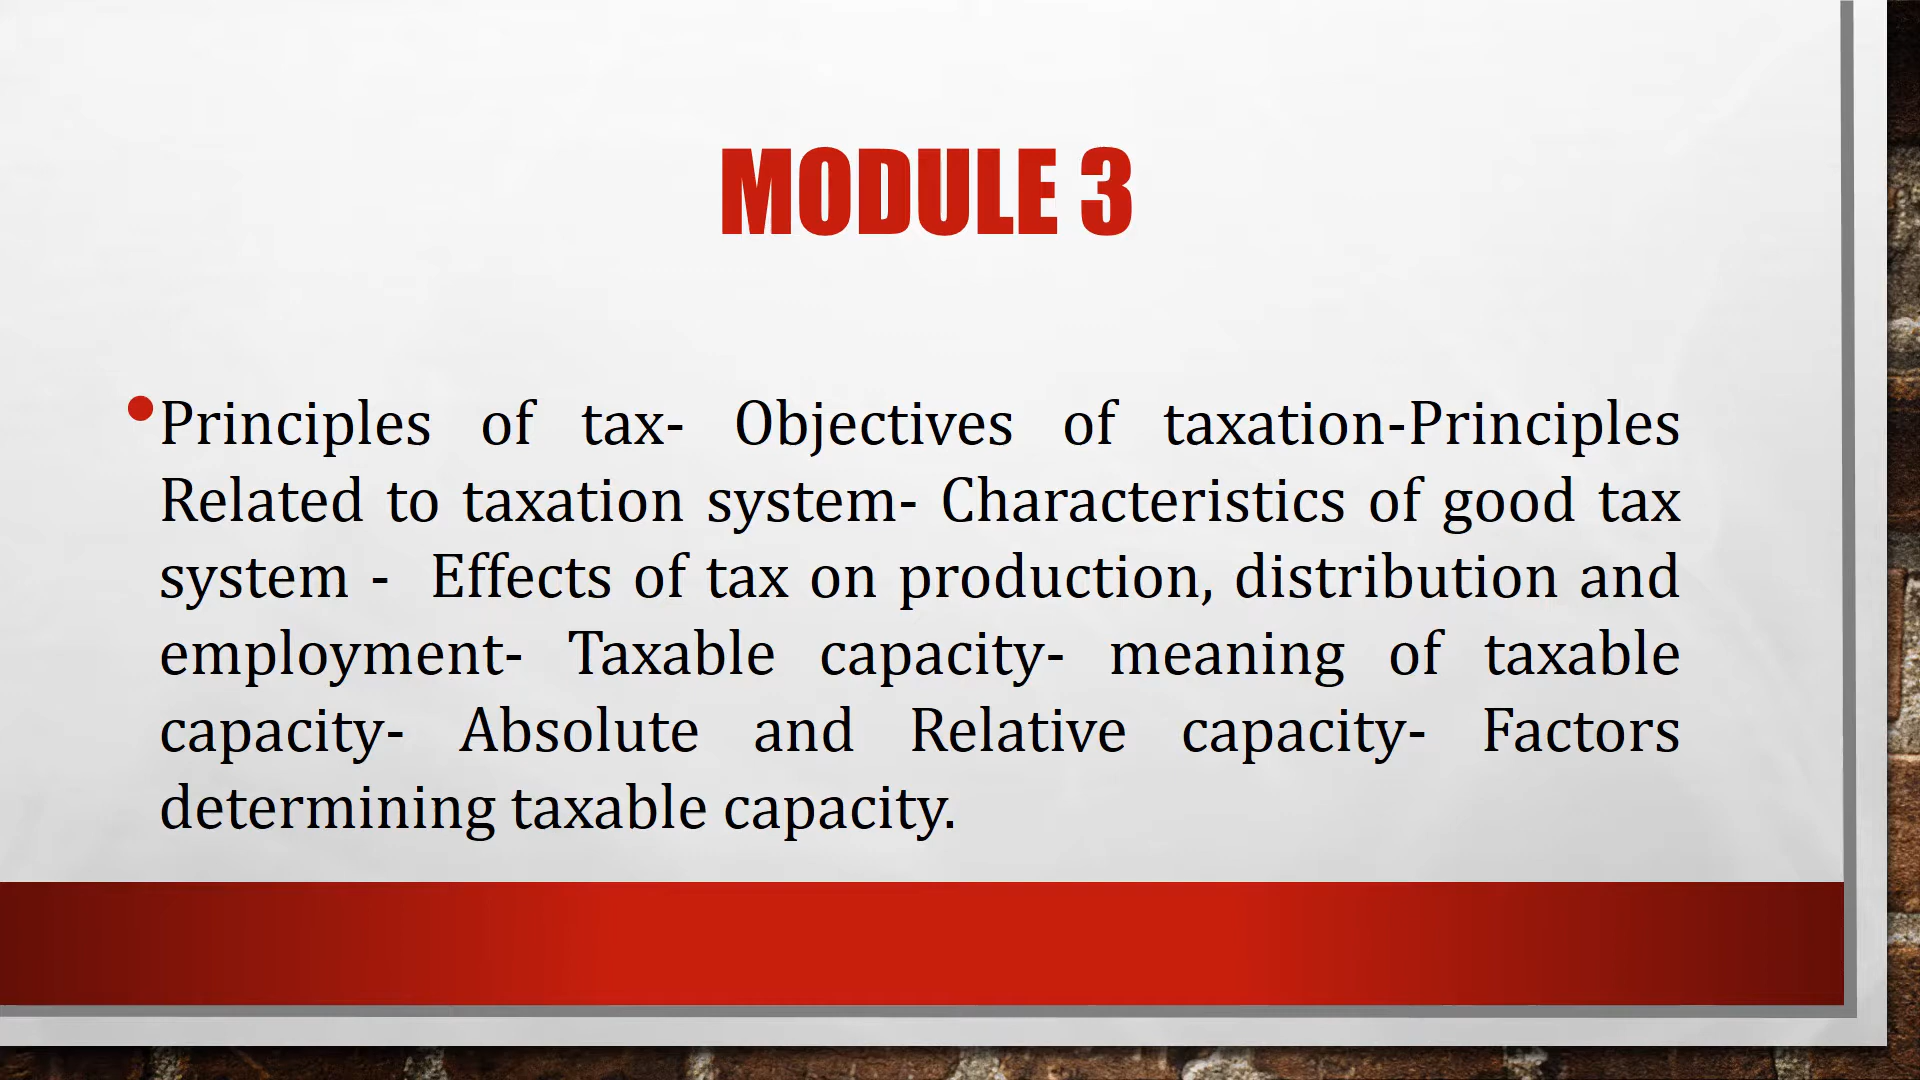 MODULE 3
Principles of tax- Objectives of taxation-Principles
Related to taxation system- Characteristics of good tax
system -  Effects of tax on production, distribution and
employment- Taxable capacity- meaning of taxable
capacity- Absolute and Relative capacity- Factors
determining taxable capacity.